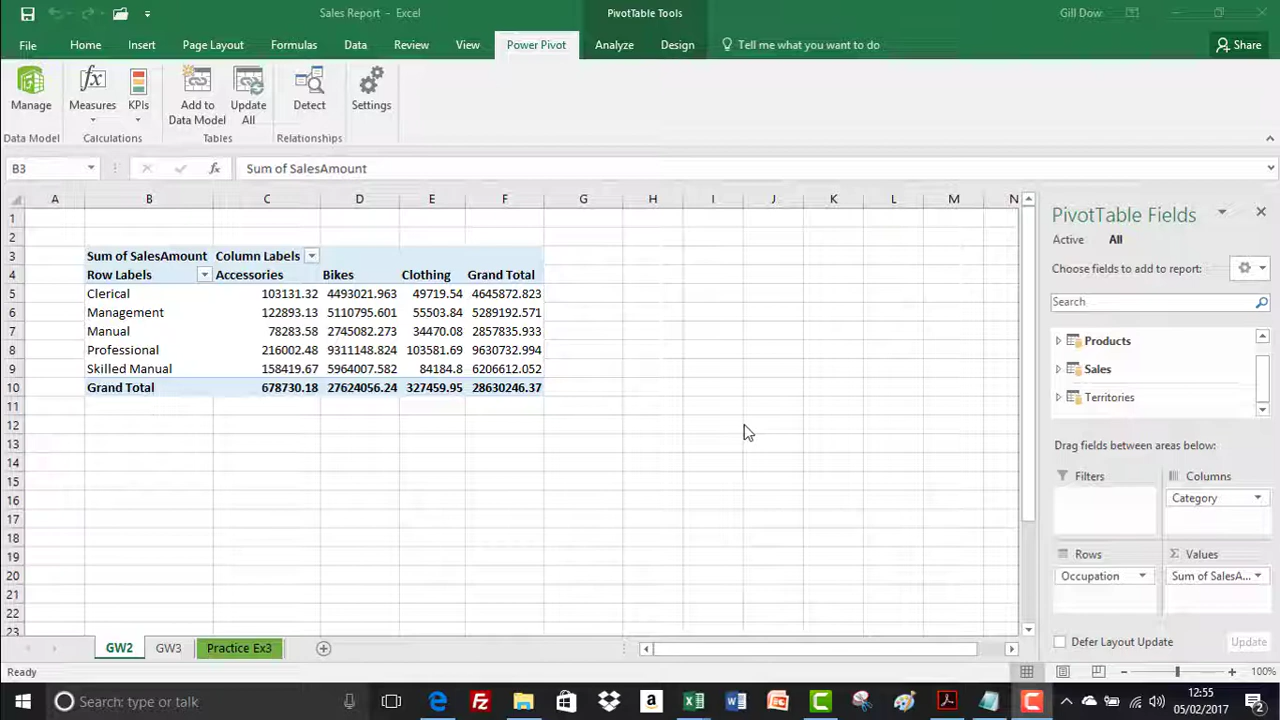 Sales Report - Excel
PivotTable Tools
Gill Dow
File
Home
Insert
Page Layout
Formulas
Data
Review
View
Power Pivot
Analyze
Design
Tell me what you want to do
Share
Manage
Measures
KPIs
Add to
Data Model
Update
All
Detect
Settings
Data Model
Calculations
Tables
Relationships
B3
fx
Sum of SalesAmount
A B C D E F G H I J K L M N
1
2
3 Sum of SalesAmount Column Labels
4 Row Labels Accessories Bikes Clothing Grand Total
5 Clerical 103131.32 4493021.963 49719.54 4645872.823
6 Management 122893.13 5110795.601 55503.84 5289192.571
7 Manual 78283.58 2745082.273 34470.08 2857835.933
8 Professional 216002.48 9311148.824 103581.69 9630732.994
9 Skilled Manual 158419.67 5964007.582 84184.8 6206612.052
10 Grand Total 678730.18 27624056.24 327459.95 28630246.37
11
12
13
14
15
16
17
18
19
20
21
22
23
PivotTable Fields
Active All
Choose fields to add to report:
Search
Products
Sales
Territories
Drag fields between areas below:
Filters
Columns
Category
Rows
Σ Values
Occupation
Sum of SalesA...
Defer Layout Update
Update
GW2
GW3
Practice Ex3
Ready
100%
Search, type or talk
12:55
05/02/2017
2